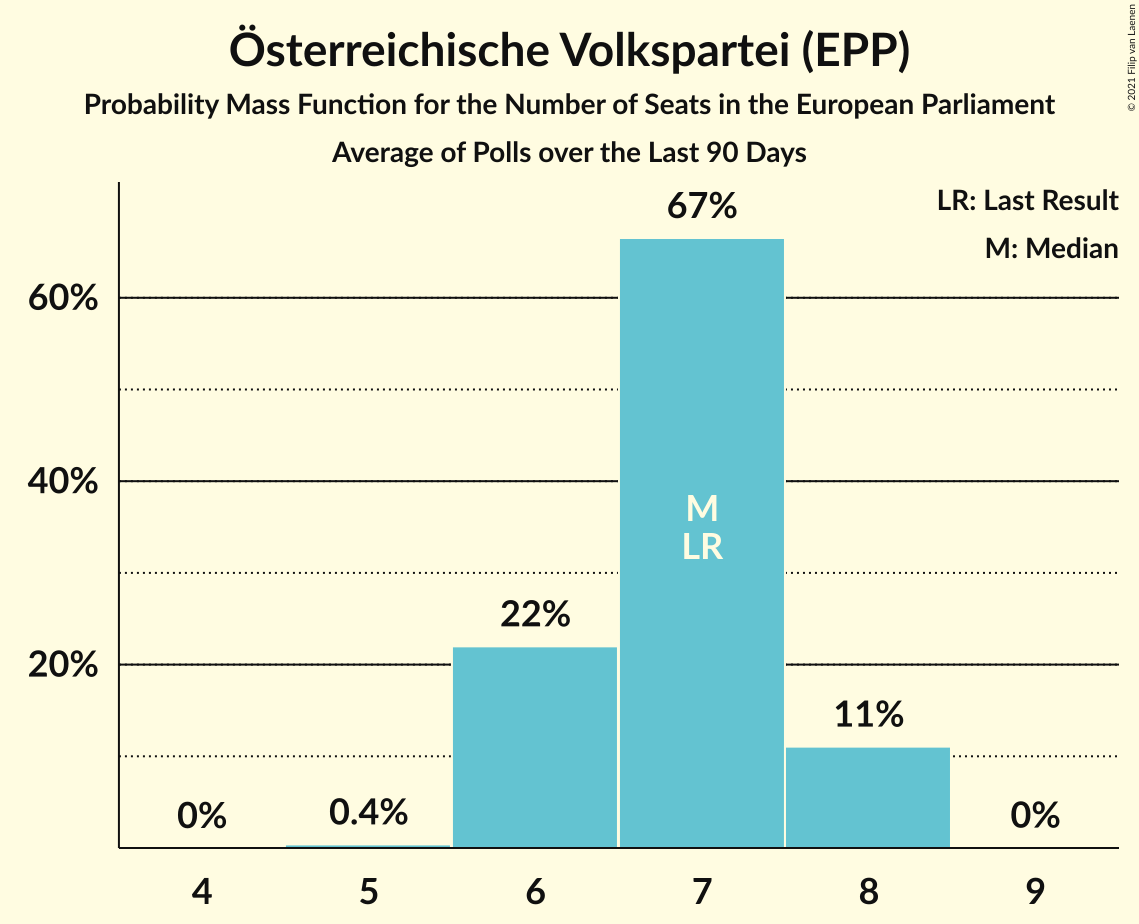 Österreichische Volkspartei (EPP)
Probability Mass Function for the Number of Seats in the European Parliament
Average of Polls over the Last 90 Days
© 2021 Filip van Laenen
LR: Last Result
M: Median
67%
60%
40%
M
LR
22%
20%
11%
0%
0.4%
0%
4 5 6 7 8 9